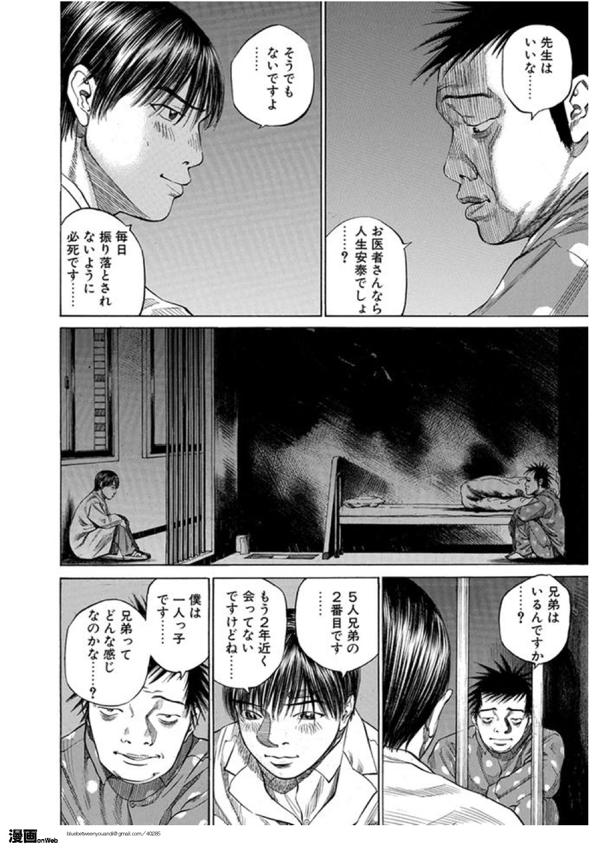 先生は
いいな…
お医者さんなら
人生安泰でしょ
……？
そうでも
ないですよ
……
毎日
振り落とされ
ないように
必死です……
兄弟は
いるんですか
……？
５人兄弟の
２番目です
……
もう２年近く
会ってない
ですけどね……
僕は
一人っ子
です……
兄弟って
どんな感じ
なのかな
……？
漫画 on Web
bluebetweenyouandi@gmail.com/40285